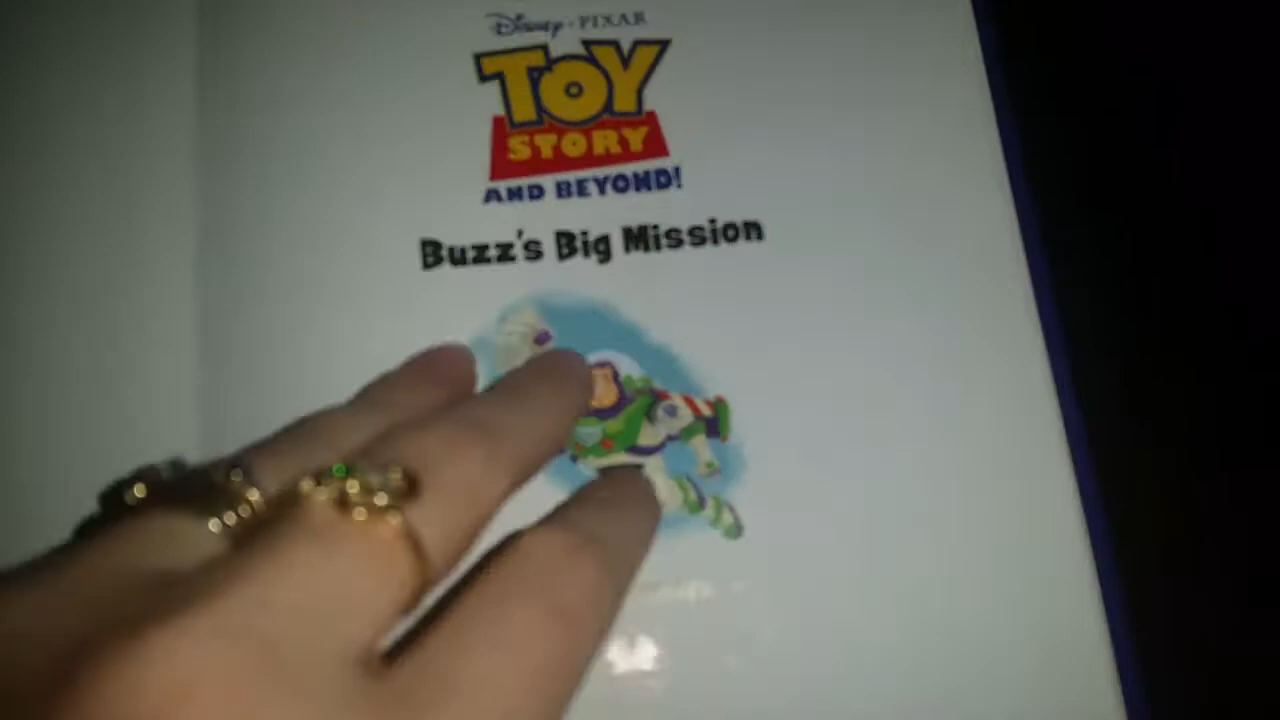 Disney · PIXAR
TOY
STORY
AND BEYOND!
Buzz's Big Mission